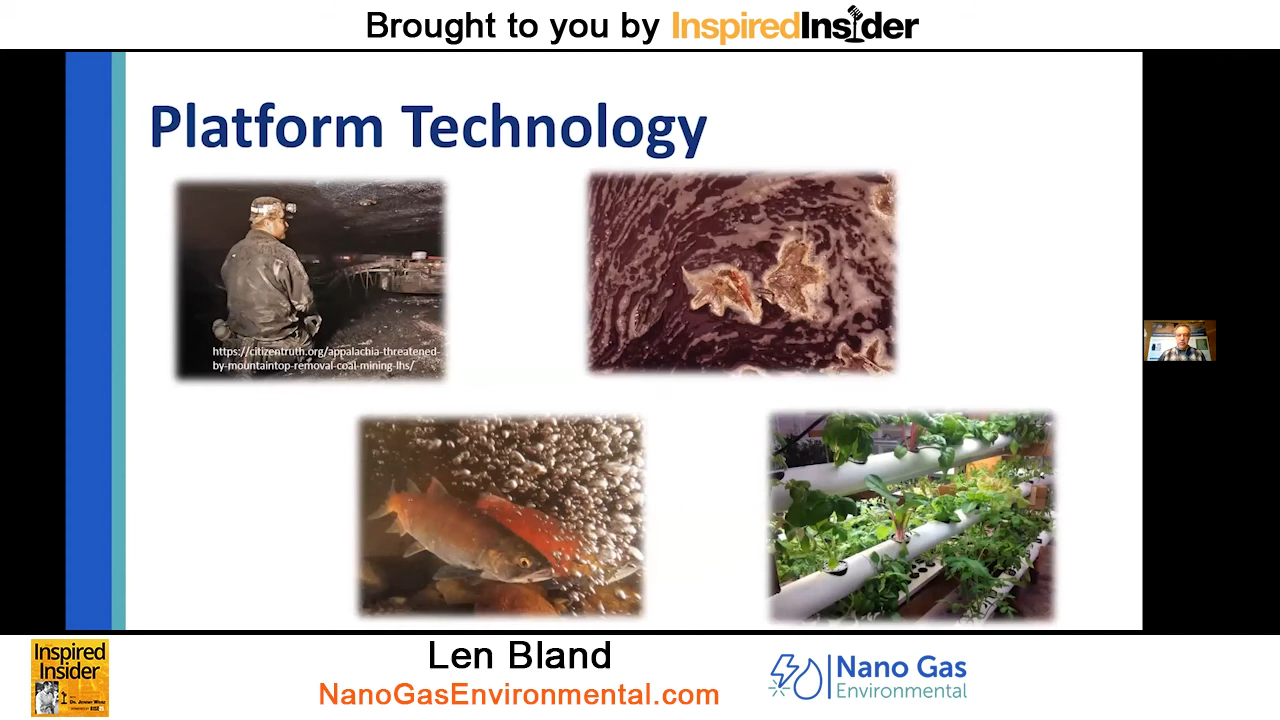 Brought to you by InspiredInsider
Platform Technology
https://citizentruth.org/appalachia-threatened-
by-mountaintop-removal-coal-mining-lhs/
Inspired
Insider
Len Bland
NanoGasEnvironmental.com
Nano Gas
Environmental